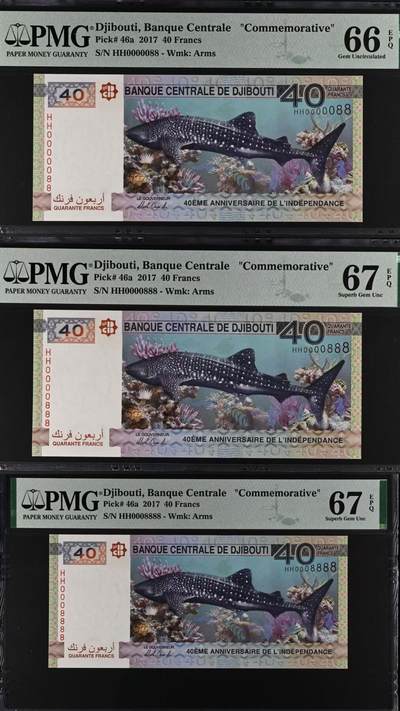 PMG
PAPER MONEY GUARANTY
Djibouti, Banque Centrale "Commemorative"
Pick# 46a 2017 40 Francs
S/N HH0000088 - Wmk: Arms
66 EPQ
Gem Uncirculated
40
BANQUE CENTRALE DE DJIBOUTI
40
QUARANTE FRANCS
HH0000088
HH0000088
LE GOUVERNEUR
أربعون فرنك
QUARANTE FRANCS
40ÈME ANNIVERSAIRE DE L'INDÉPENDANCE
PMG
PAPER MONEY GUARANTY
Djibouti, Banque Centrale "Commemorative"
Pick# 46a 2017 40 Francs
S/N HH0000888 - Wmk: Arms
67 EPQ
Superb Gem Unc
40
BANQUE CENTRALE DE DJIBOUTI
40
QUARANTE FRANCS
HH0000888
HH0000888
LE GOUVERNEUR
أربعون فرنك
QUARANTE FRANCS
40ÈME ANNIVERSAIRE DE L'INDÉPENDANCE
PMG
PAPER MONEY GUARANTY
Djibouti, Banque Centrale "Commemorative"
Pick# 46a 2017 40 Francs
S/N HH0008888 - Wmk: Arms
67 EPQ
Superb Gem Unc
40
BANQUE CENTRALE DE DJIBOUTI
40
QUARANTE FRANCS
HH0008888
HH0008888
LE GOUVERNEUR
أربعون فرنك
QUARANTE FRANCS
40ÈME ANNIVERSAIRE DE L'INDÉPENDANCE